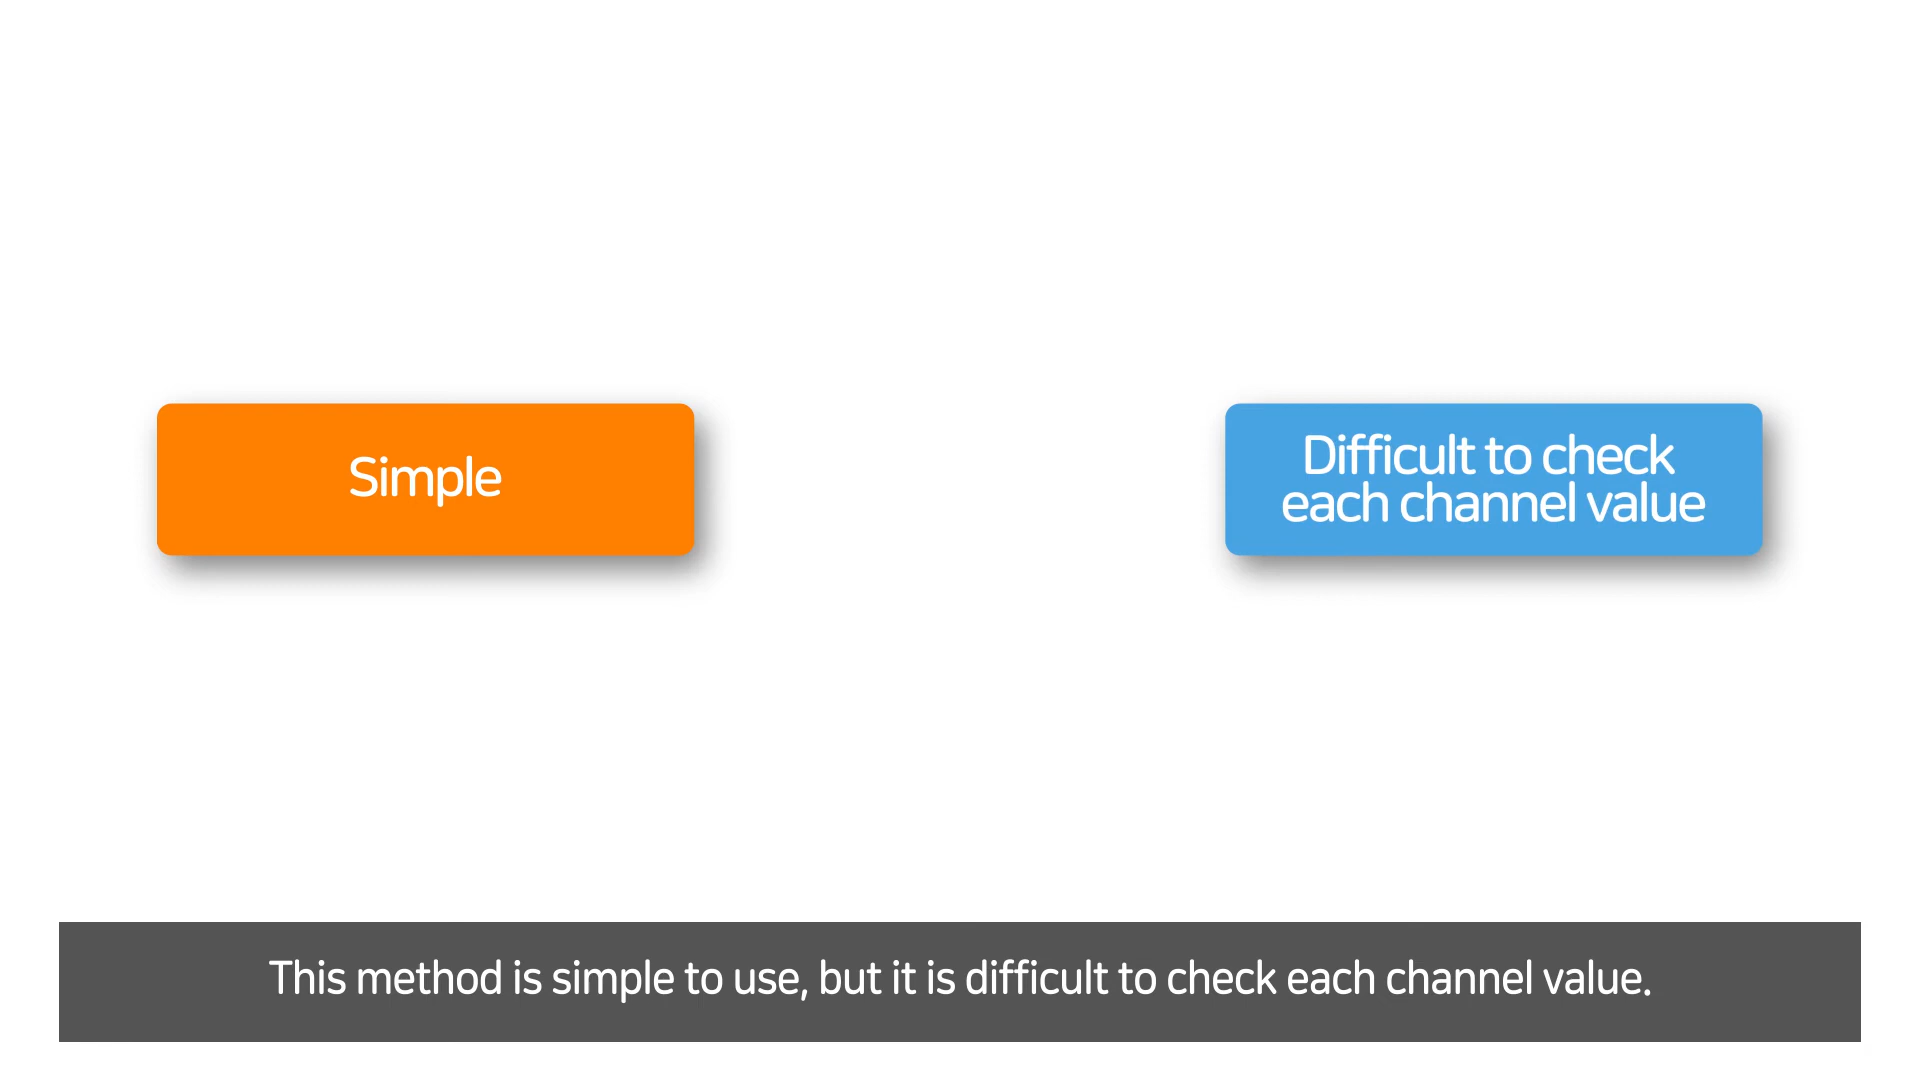 Simple
Difficult to check
each channel value
This method is simple to use, but it is difficult to check each channel value.